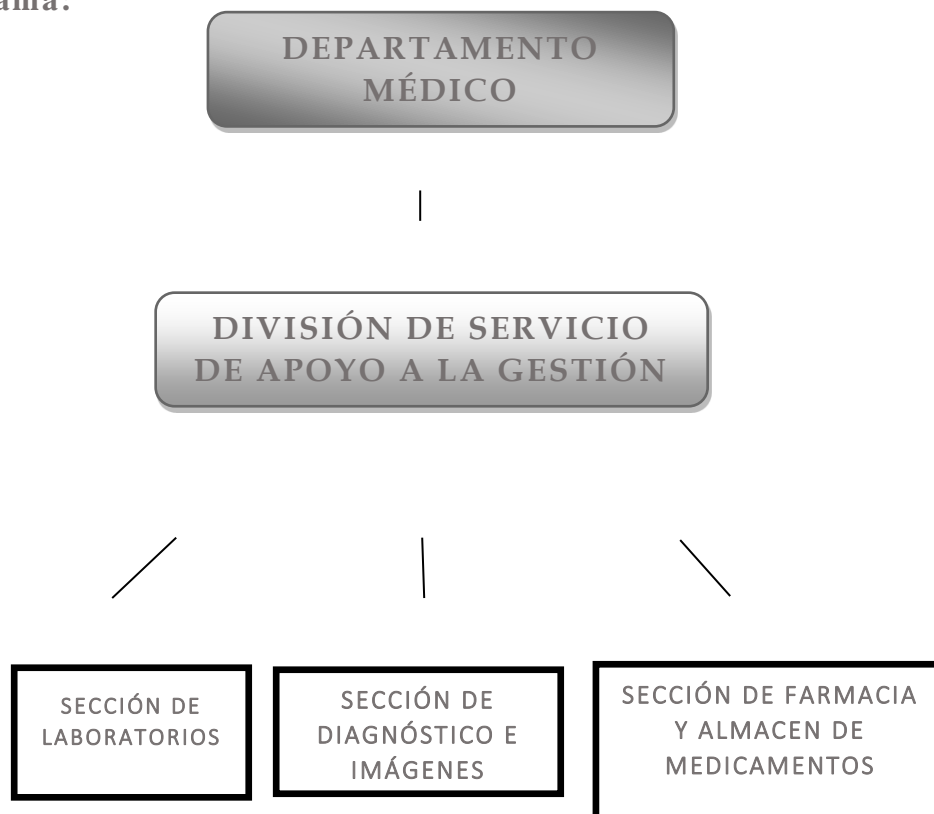 DEPARTAMENTO
MÉDICO
DIVISIÓN DE SERVICIO
DE APOYO A LA GESTIÓN
SECCIÓN DE
LABORATORIOS
SECCIÓN DE
DIAGNÓSTICO E
IMÁGENES
SECCIÓN DE FARMACIA
Y ALMACEN DE
MEDICAMENTOS